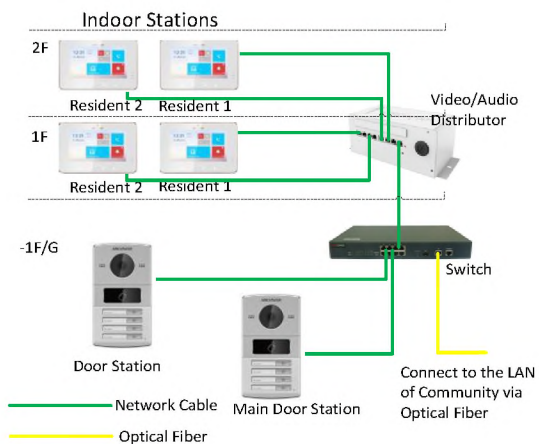 Indoor Stations
2F
Resident 2
Resident 1
Video/Audio
Distributor
1F
Resident 2
Resident 1
-1F/G
Switch
Door Station
Main Door Station
Connect to the LAN
of Community via
Optical Fiber
Network Cable
Optical Fiber